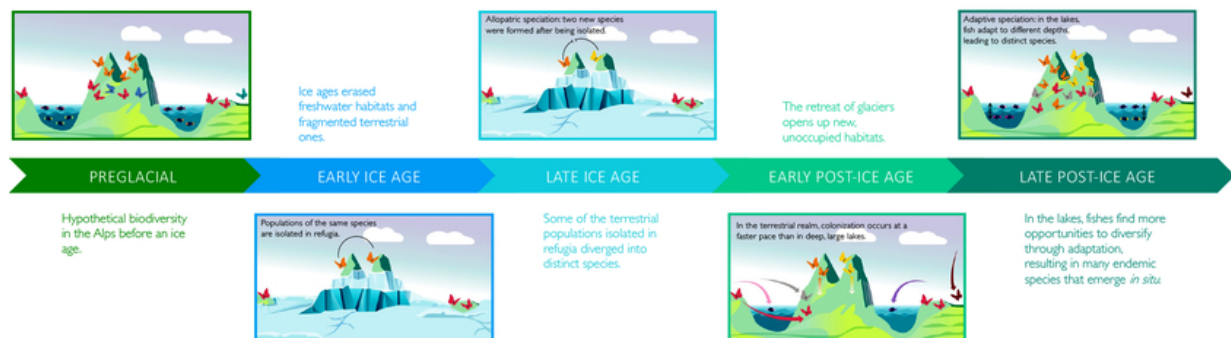 Allopatric speciation: two new species
were formed after being isolated.
Adaptive speciation: in the lakes,
fish adapt to different depths,
leading to distinct species.
Ice ages erased
freshwater habitats and
fragmented terrestrial
ones.
The retreat of glaciers
opens up new,
unoccupied habitats.
PREGLACIAL
EARLY ICE AGE
LATE ICE AGE
EARLY POST-ICE AGE
LATE POST-ICE AGE
Hypothetical biodiversity
in the Alps before an ice
age.
Populations of the same species
are isolated in refugia.
Some of the terrestrial
populations isolated in
refugia diverged into
distinct species.
In the terrestrial realm, colonization occurs at a
faster pace than in deep, large lakes.
In the lakes, fishes find more
opportunities to diversify
through adaptation,
resulting in many endemic
species that emerge in situ.